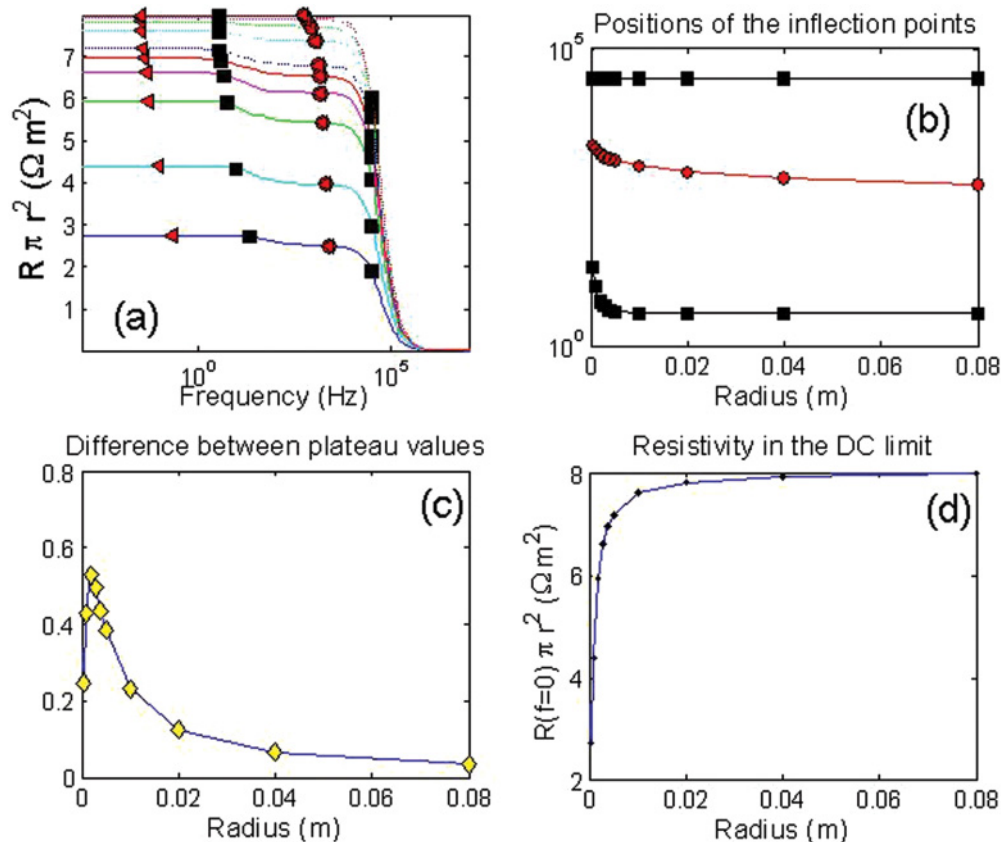 7
6
5
4
3
2
1
R π r² (Ω m²)
(a)
10⁰
10⁵
Frequency (Hz)
Positions of the inflection points
10⁵
10⁰
(b)
0
0.02
0.04
0.06
0.08
Radius (m)
Difference between plateau values
0.8
0.6
0.4
0.2
0
(c)
0
0.02
0.04
0.06
0.08
Radius (m)
Resistivity in the DC limit
8
6
4
2
R(f=0) π r² (Ω m²)
(d)
0
0.02
0.04
0.06
0.08
Radius (m)